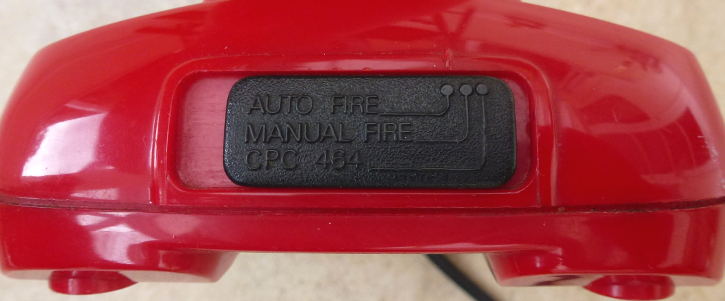 AUTO FIRE
MANUAL FIRE
CPC 464